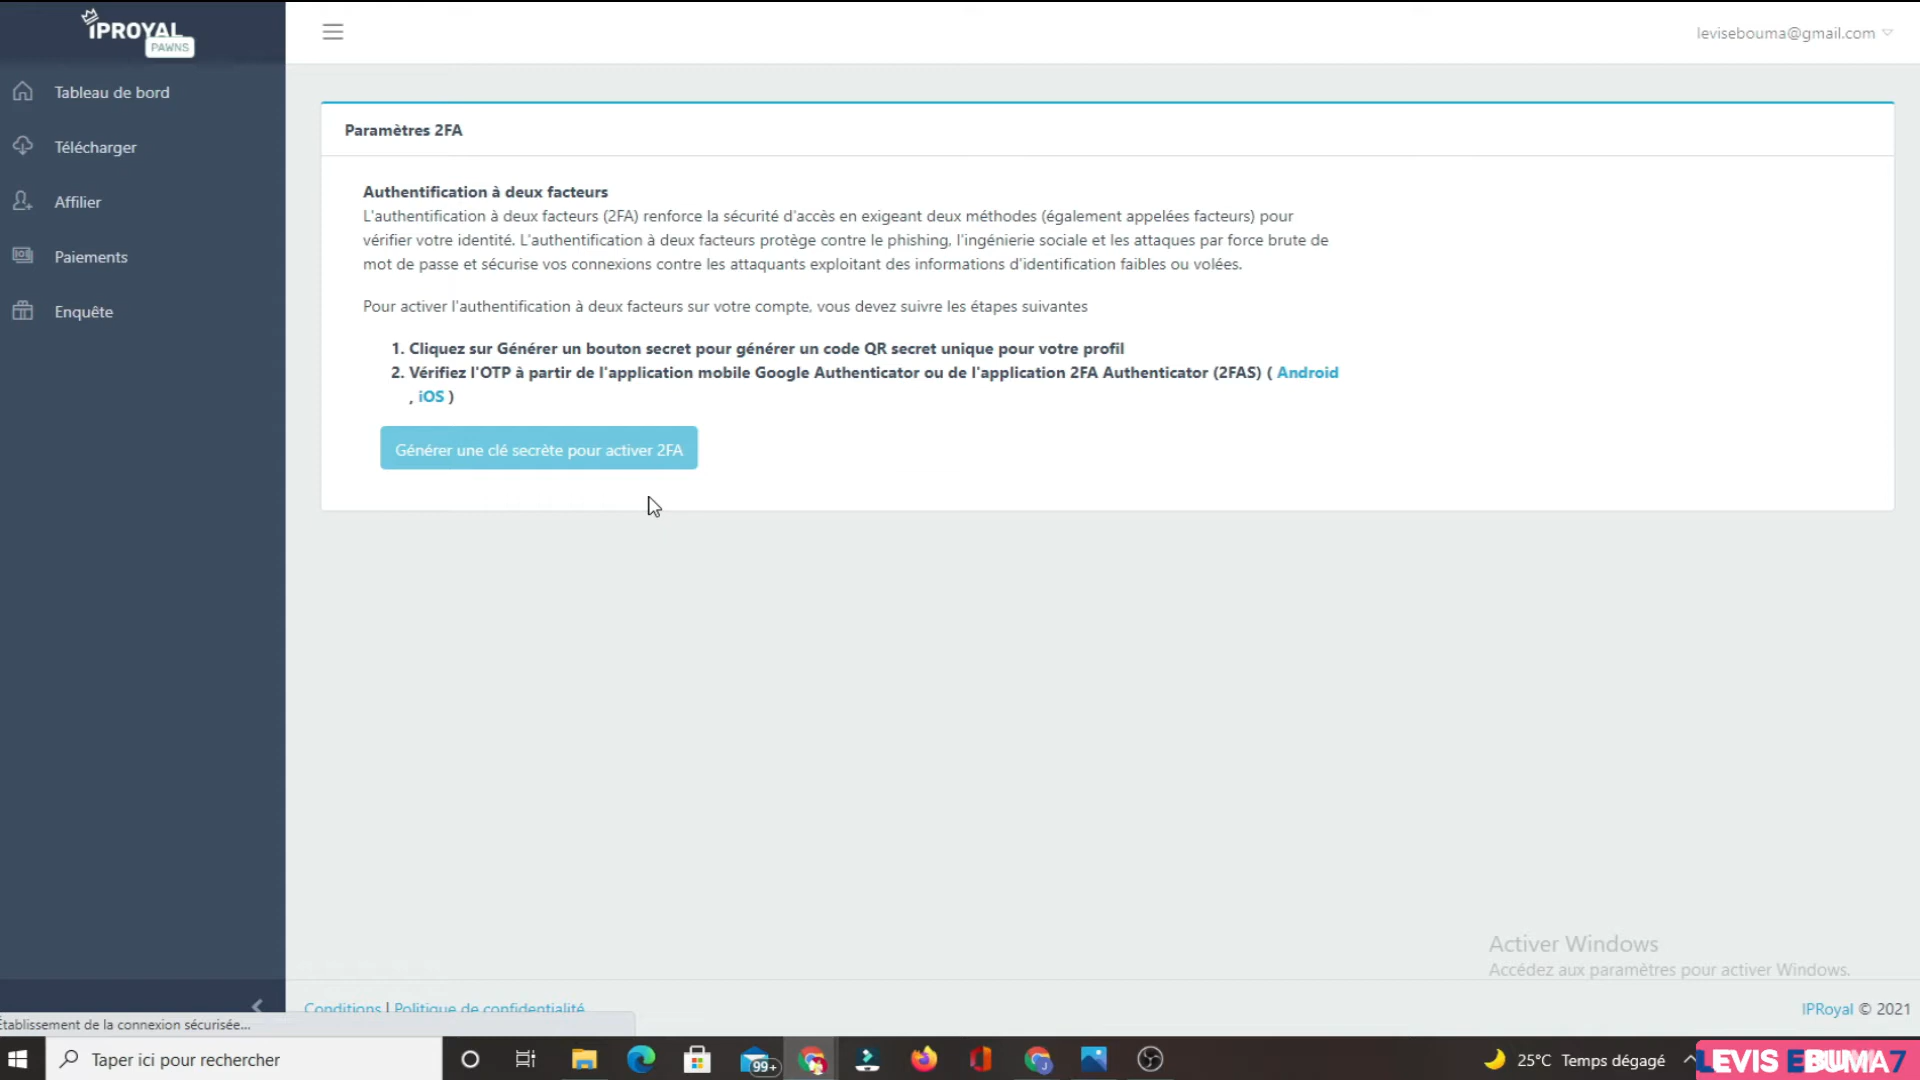 IPROYAL
PAWNS
levisebouma@gmail.com
Tableau de bord
Télécharger
Affilier
Paiements
Enquête
Paramètres 2FA
Authentification à deux facteurs
L'authentification à deux facteurs (2FA) renforce la sécurité d'accès en exigeant deux méthodes (également appelées facteurs) pour
vérifier votre identité. L'authentification à deux facteurs protège contre le phishing, l'ingénierie sociale et les attaques par force brute de
mot de passe et sécurise vos connexions contre les attaquants exploitant des informations d'identification faibles ou volées.
Pour activer l'authentification à deux facteurs sur votre compte, vous devez suivre les étapes suivantes
1. Cliquez sur Générer un bouton secret pour générer un code QR secret unique pour votre profil
2. Vérifiez l'OTP à partir de l'application mobile Google Authenticator ou de l'application 2FA Authenticator (2FAS) ( Android
, iOS )
Générer une clé secrète pour activer 2FA
Activer Windows
Accédez aux paramètres pour activer Windows.
Conditions | Politique de confidentialité
IPRoyal © 2021
Établissement de la connexion sécurisée...
Taper ici pour rechercher
99+
J
25°C Temps dégagé
LEVIS EBUMA7